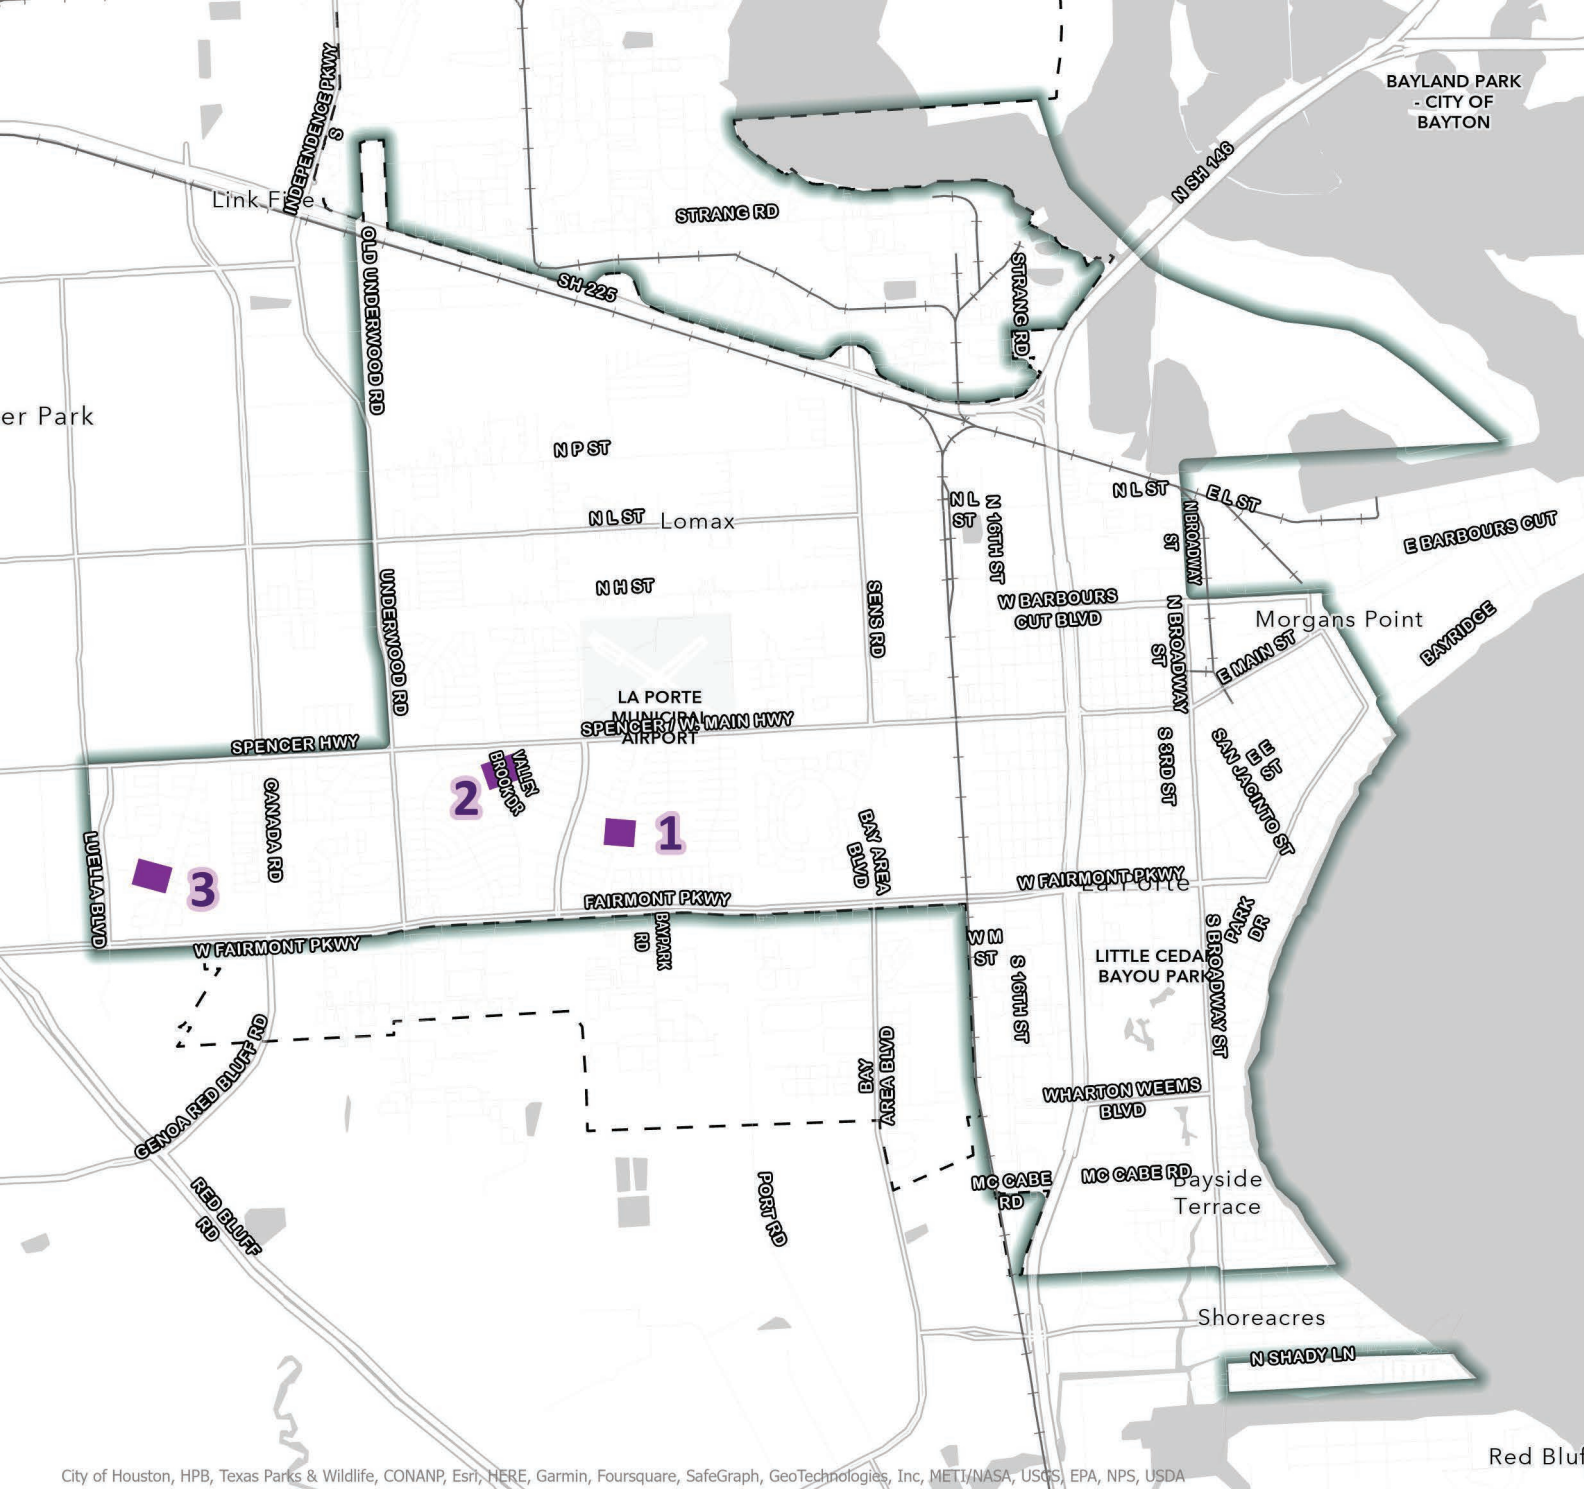 BAYLAND PARK
- CITY OF
BAYTON
INDEPENDENCE PKWY
S
N SH 146
Link Five
STRANG RD
OLD UNDERWOOD RD
SH 225
STRANG RD
er Park
N P ST
N L ST
Lomax
N L
ST
N 16TH ST
N L ST
E L ST
N BROADWAY
ST
E BARBOURS CUT
N H ST
UNDERWOOD RD
SENS RD
W BARBOURS
CUT BLVD
N BROADWAY
ST
Morgans Point
E MAIN ST
BAYRIDGE
LA PORTE
MUNICIPAL
AIRPORT
SPENCER / W. MAIN HWY
SPENCER HWY
VALLEY
BROOK DR
2
1
3
CANADA RD
LUELLA BLVD
BAY AREA
BLVD
S 3RD ST
SAN JACINTO ST
E E
ST
FAIRMONT PKWY
W FAIRMONT PKWY
La Porte
W FAIRMONT PKWY
BAYPARK
RD
W M
ST
S 16TH ST
LITTLE CEDAR
BAYOU PARK
PARK
DR
S BROADWAY ST
GENOA RED BLUFF RD
BAY
AREA BLVD
WHARTON WEEMS
BLVD
RED BLUFF
RD
PORT RD
MC CABE
RD
MC CABE RD
Bayside
Terrace
Shoreacres
N SHADY LN
Red Bluf
City of Houston, HPB, Texas Parks & Wildlife, CONANP, Esri, HERE, Garmin, Foursquare, SafeGraph, GeoTechnologies, Inc, METI/NASA, USGS, EPA, NPS, USDA